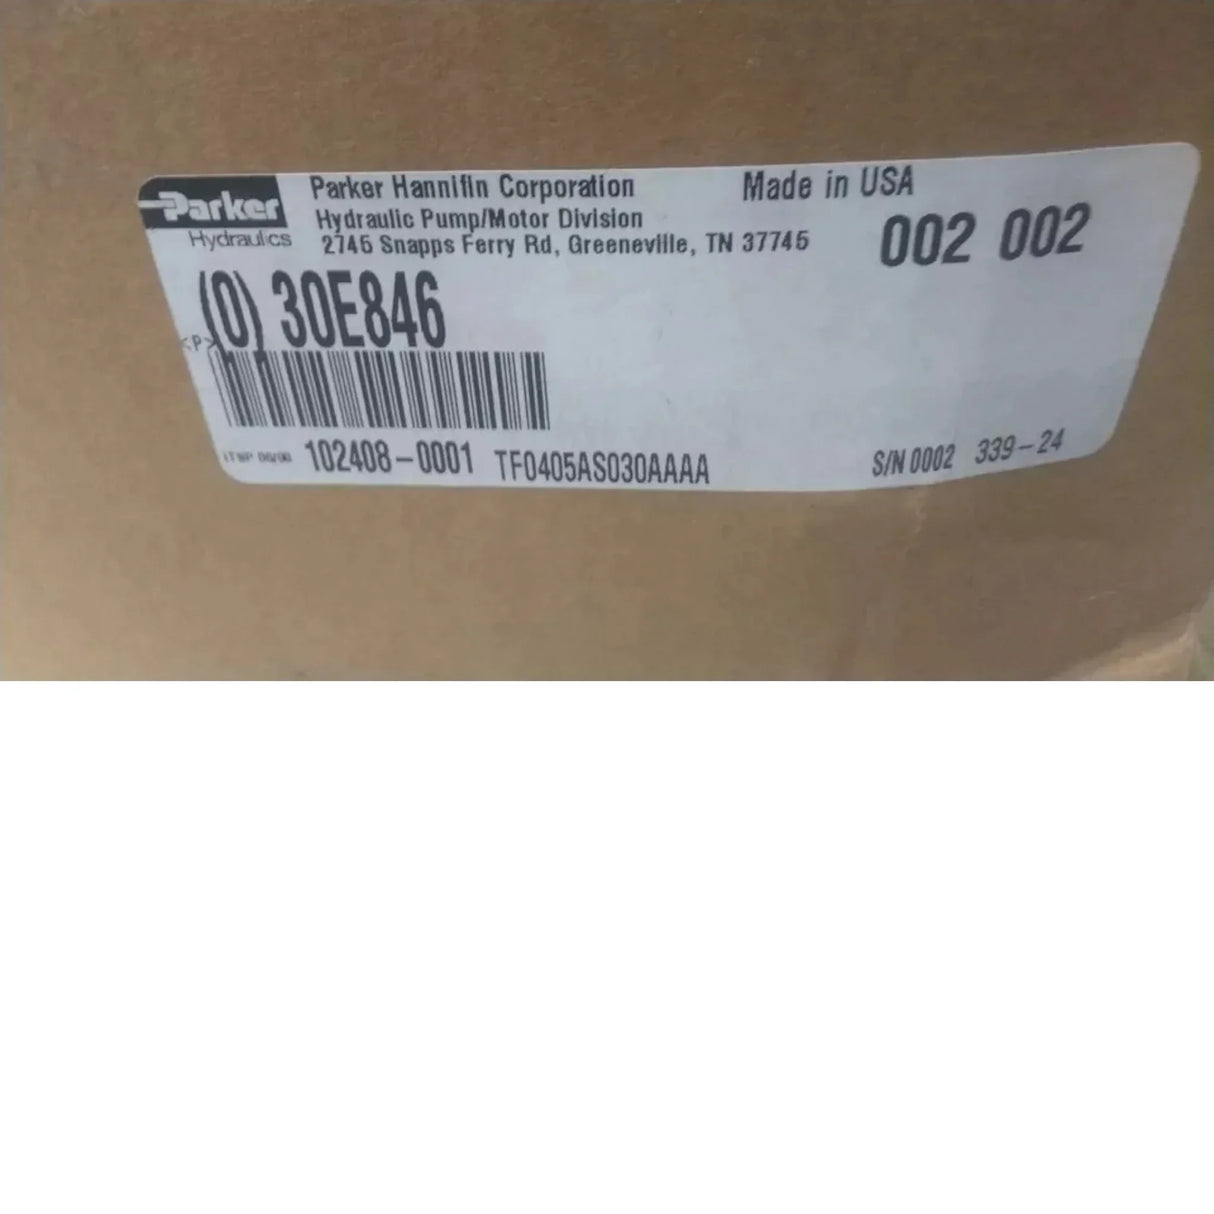 Parker
Hydraulics
Parker Hannifin Corporation
Hydraulic Pump/Motor Division
2745 Snapps Ferry Rd, Greeneville, TN 37745
Made in USA
002 002
(0) 30E846
<P>
102408-0001 TF0405AS030AAAA
S/N 0002 339-24